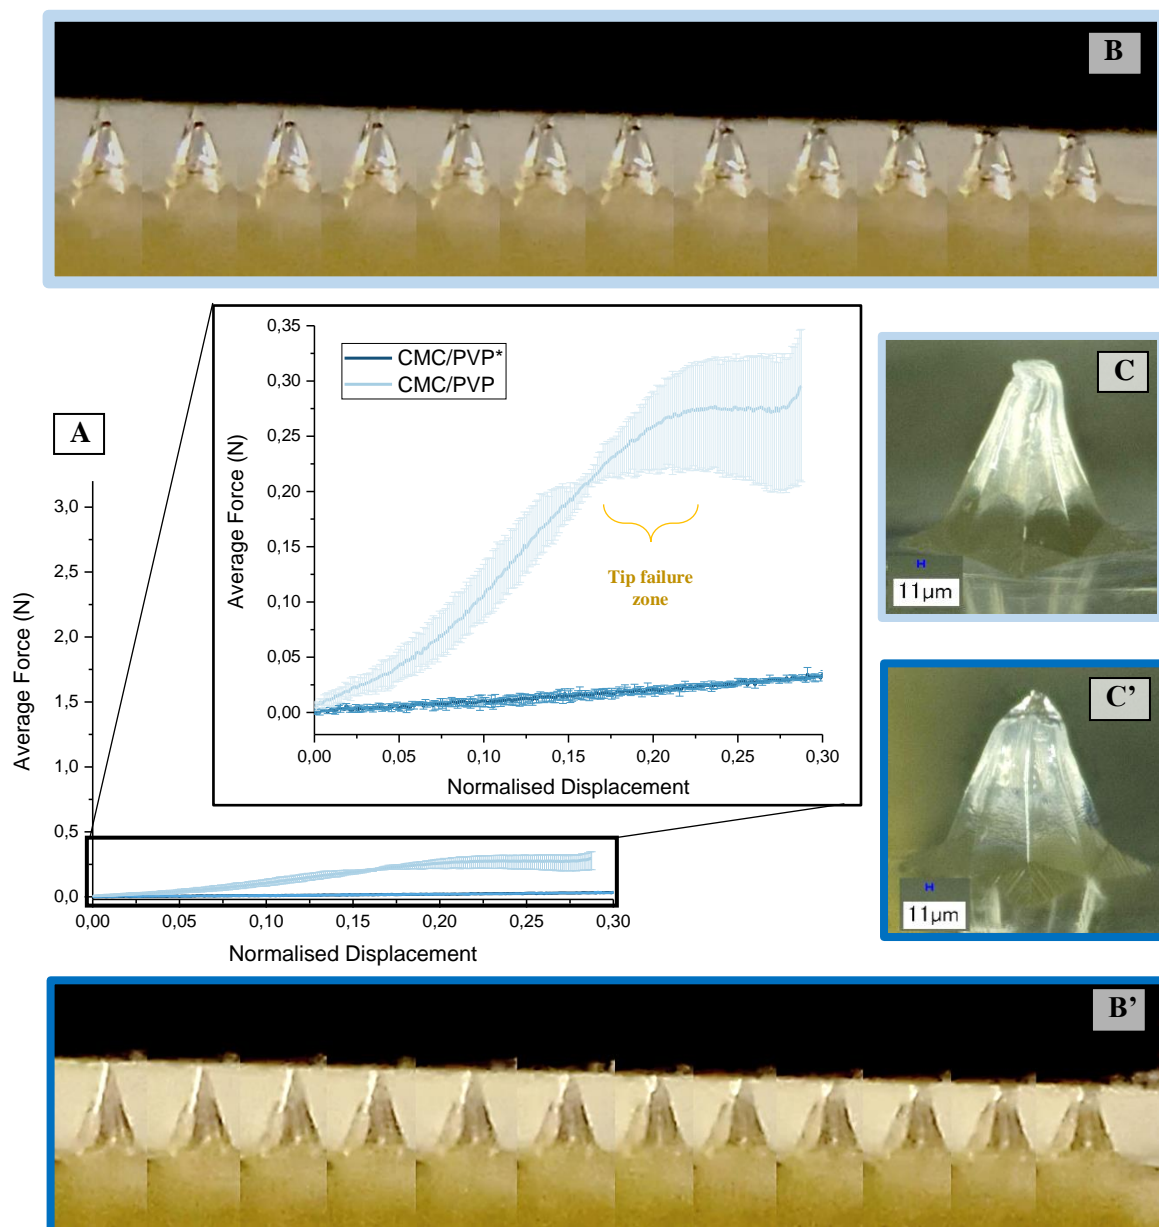 B
0,35
0,30
0,25
0,20
0,15
0,10
0,05
0,00
Average Force (N)
CMC/PVP*
CMC/PVP
Tip failure
zone
0,00 0,05 0,10 0,15 0,20 0,25 0,30
Normalised Displacement
C
11µm
A
3,0
2,5
2,0
1,5
1,0
0,5
0,0
Average Force (N)
0,00 0,05 0,10 0,15 0,20 0,25 0,30
Normalised Displacement
C’
11µm
B’